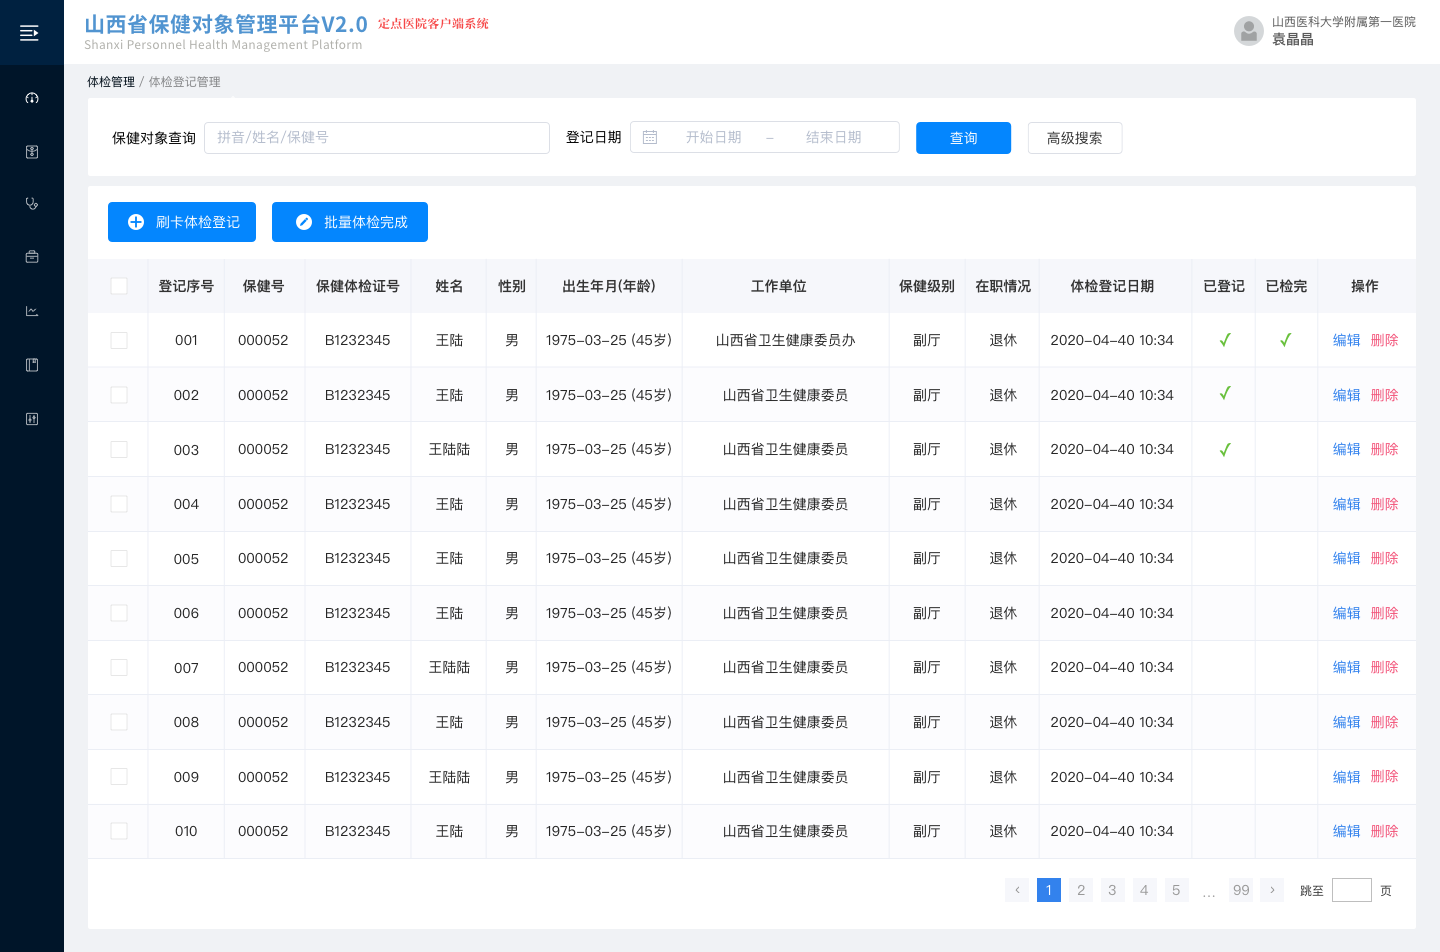 山西省保健对象管理平台V2.0 定点医院客户端系统
Shanxi Personnel Health Management Platform
山西医科大学附属第一医院
袁晶晶
体检管理 / 体检登记管理
保健对象查询 拼音/姓名/保健号 登记日期 开始日期 – 结束日期 查询 高级搜索
刷卡体检登记 批量体检完成
登记序号 保健号 保健体检证号 姓名 性别 出生年月(年龄) 工作单位 保健级别 在职情况 体检登记日期 已登记 已检完 操作
001 000052 B1232345 王陆 男 1975–03–25 (45岁) 山西省卫生健康委员办 副厅 退休 2020–04–40 10:34 ✓ ✓ 编辑 删除
002 000052 B1232345 王陆 男 1975–03–25 (45岁) 山西省卫生健康委员 副厅 退休 2020–04–40 10:34 ✓ 编辑 删除
003 000052 B1232345 王陆陆 男 1975–03–25 (45岁) 山西省卫生健康委员 副厅 退休 2020–04–40 10:34 ✓ 编辑 删除
004 000052 B1232345 王陆 男 1975–03–25 (45岁) 山西省卫生健康委员 副厅 退休 2020–04–40 10:34 编辑 删除
005 000052 B1232345 王陆 男 1975–03–25 (45岁) 山西省卫生健康委员 副厅 退休 2020–04–40 10:34 编辑 删除
006 000052 B1232345 王陆 男 1975–03–25 (45岁) 山西省卫生健康委员 副厅 退休 2020–04–40 10:34 编辑 删除
007 000052 B1232345 王陆陆 男 1975–03–25 (45岁) 山西省卫生健康委员 副厅 退休 2020–04–40 10:34 编辑 删除
008 000052 B1232345 王陆 男 1975–03–25 (45岁) 山西省卫生健康委员 副厅 退休 2020–04–40 10:34 编辑 删除
009 000052 B1232345 王陆陆 男 1975–03–25 (45岁) 山西省卫生健康委员 副厅 退休 2020–04–40 10:34 编辑 删除
010 000052 B1232345 王陆 男 1975–03–25 (45岁) 山西省卫生健康委员 副厅 退休 2020–04–40 10:34 编辑 删除
‹ 1 2 3 4 5 ... 99 › 跳至 页